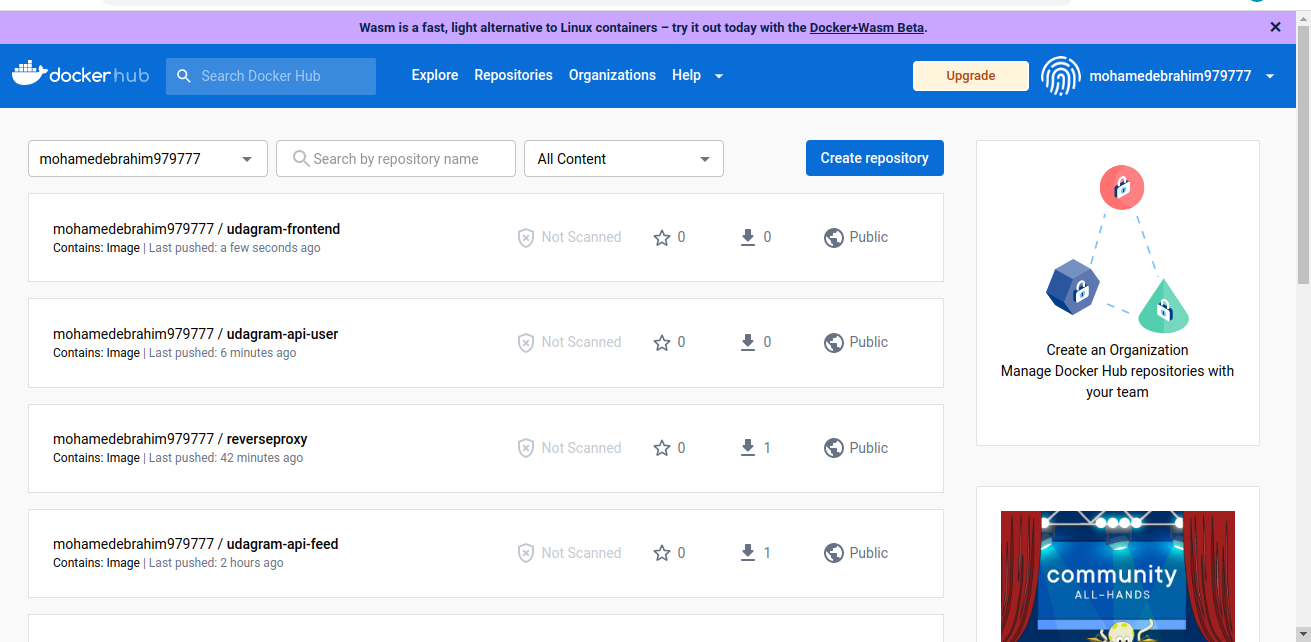 Wasm is a fast, light alternative to Linux containers – try it out today with the Docker+Wasm Beta.
dockerhub
Search Docker Hub
Explore
Repositories
Organizations
Help
Upgrade
mohamedebrahim979777
mohamedebrahim979777
Search by repository name
All Content
Create repository
mohamedebrahim979777 / udagram-frontend
Contains: Image | Last pushed: a few seconds ago
Not Scanned
0
0
Public
mohamedebrahim979777 / udagram-api-user
Contains: Image | Last pushed: 6 minutes ago
Not Scanned
0
0
Public
mohamedebrahim979777 / reverseproxy
Contains: Image | Last pushed: 42 minutes ago
Not Scanned
0
1
Public
mohamedebrahim979777 / udagram-api-feed
Contains: Image | Last pushed: 2 hours ago
Not Scanned
0
1
Public
Create an Organization
Manage Docker Hub repositories with
your team
community
ALL-HANDS